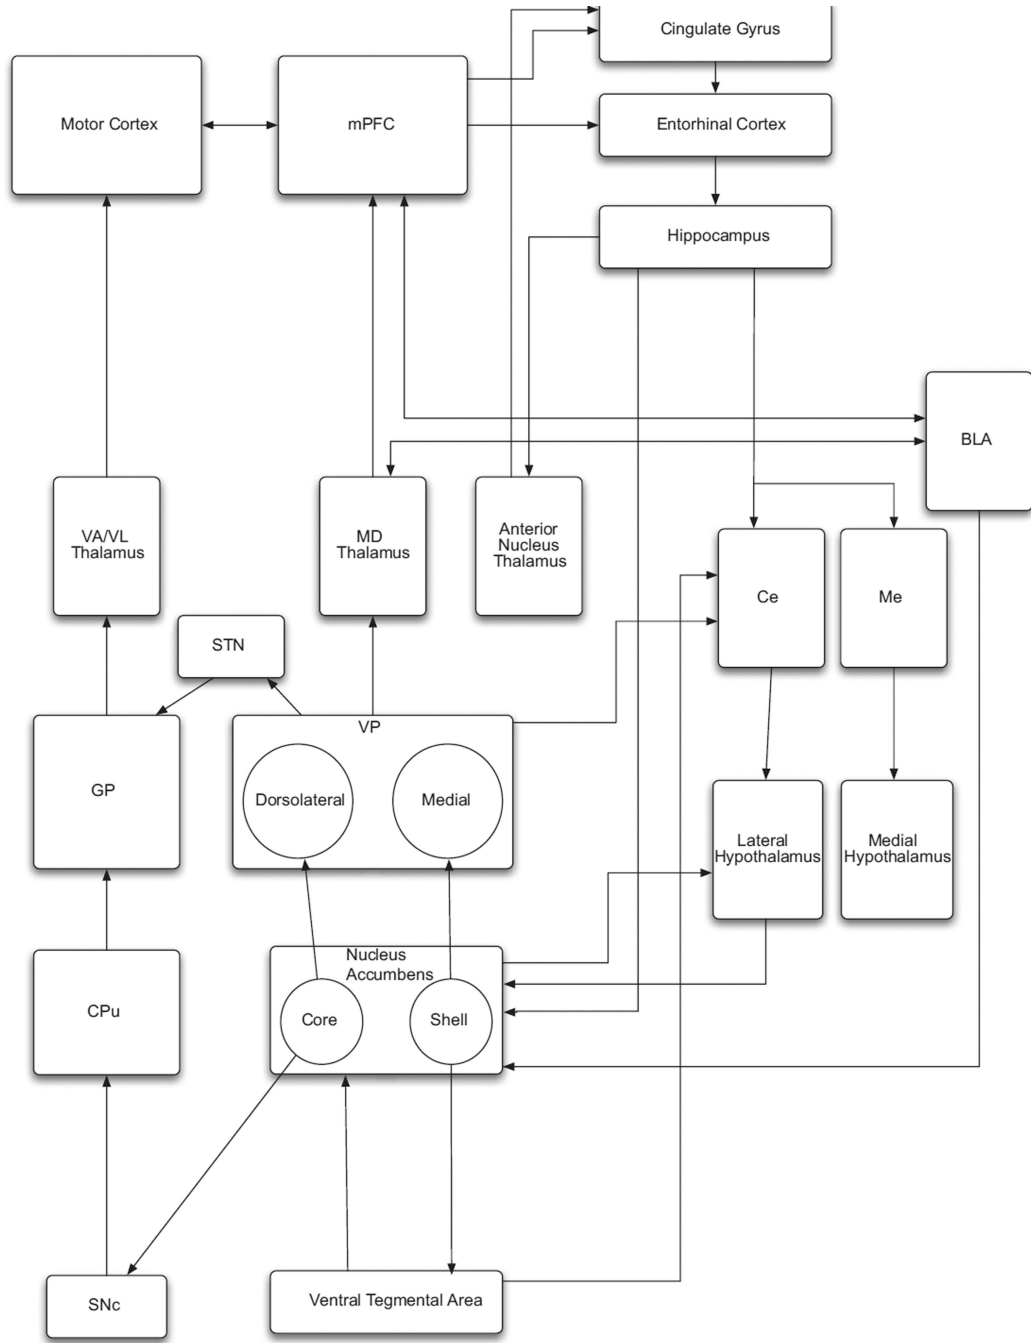 Cingulate Gyrus
Motor Cortex
mPFC
Entorhinal Cortex
Hippocampus
BLA
VA/VL
Thalamus
MD
Thalamus
Anterior
Nucleus
Thalamus
Ce
Me
STN
VP
GP
Dorsolateral
Medial
Lateral
Hypothalamus
Medial
Hypothalamus
Nucleus
Accumbens
CPu
Core
Shell
SNc
Ventral Tegmental Area